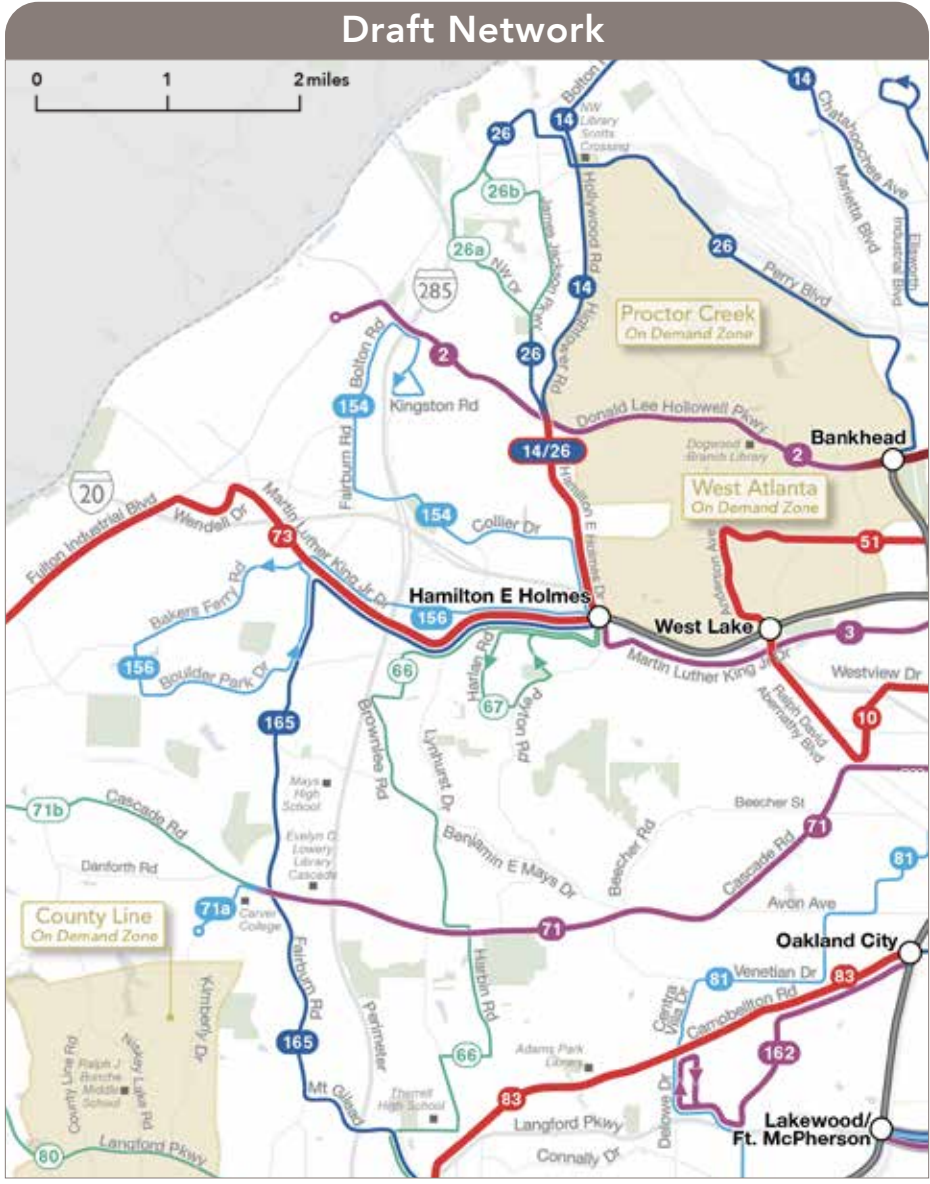 Draft Network
0
1
2 miles
14
Bolton
NW
Library
Scotts
Crossing
14
Chatahoochee Ave
Marietta Blvd
Ellsworth
Industrial Blvd
26
26b
26a
NW Dr
James Jackson Pkwy
Hollywood Rd
14
26
Perry Blvd
285
Proctor Creek
On Demand Zone
Hightower Rd
26
2
Bolton Rd
154
Kingston Rd
Fairburn Rd
Donald Lee Hollowell Pkwy
Dogwood
Branch Library
2
Bankhead
14/26
20
West Atlanta
On Demand Zone
Fulton Industrial Blvd
Wendell Dr
Martin Luther King Jr Dr
73
154
Collier Dr
Hamilton E Holmes Dr
Anderson Ave
51
Hamilton E Holmes
156
Bakers Ferry Rd
156
Boulder Park Dr
West Lake
3
Martin Luther King Jr Dr
Westview Dr
66
Harlan Rd
67
Peyton Rd
Ralph David
Abernathy Blvd
10
165
Brownlee Rd
Lynhurst Dr
Mays
High
School
71b
Cascade Rd
Beecher St
71
Evelyn G
Lowery
Library
Cascade
Benjamin E Mays Dr
Beecher Rd
Cascade Rd
81
Danforth Rd
71a
Carver
College
Avon Ave
County Line
On Demand Zone
71
Oakland City
Fairburn Rd
Harbin Rd
81
Venetian Dr
83
Centra
Villa Dr
Campbellton Rd
Kimberly Dr
Perimeter
165
66
162
County Line Rd
Niskey Lake Rd
Ralph J
Bunche
Middle
School
Adams Park
Library
Mt Gilead
Therrell
High School
83
Delowe Dr
Lakewood/
Ft. McPherson
Langford Pkwy
Langford Pkwy
80
Connally Dr